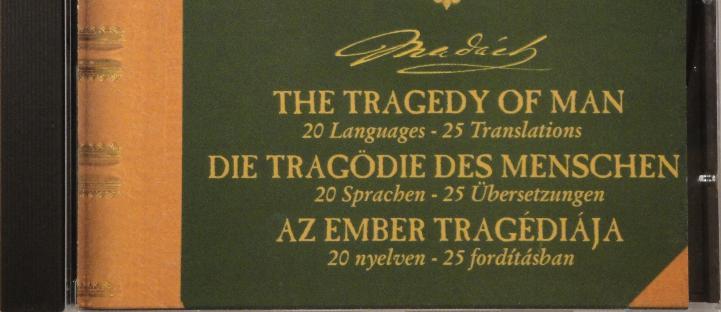 Madách
THE TRAGEDY OF MAN
20 Languages - 25 Translations
DIE TRAGÖDIE DES MENSCHEN
20 Sprachen - 25 Übersetzungen
AZ EMBER TRAGÉDIÁJA
20 nyelven - 25 fordításban